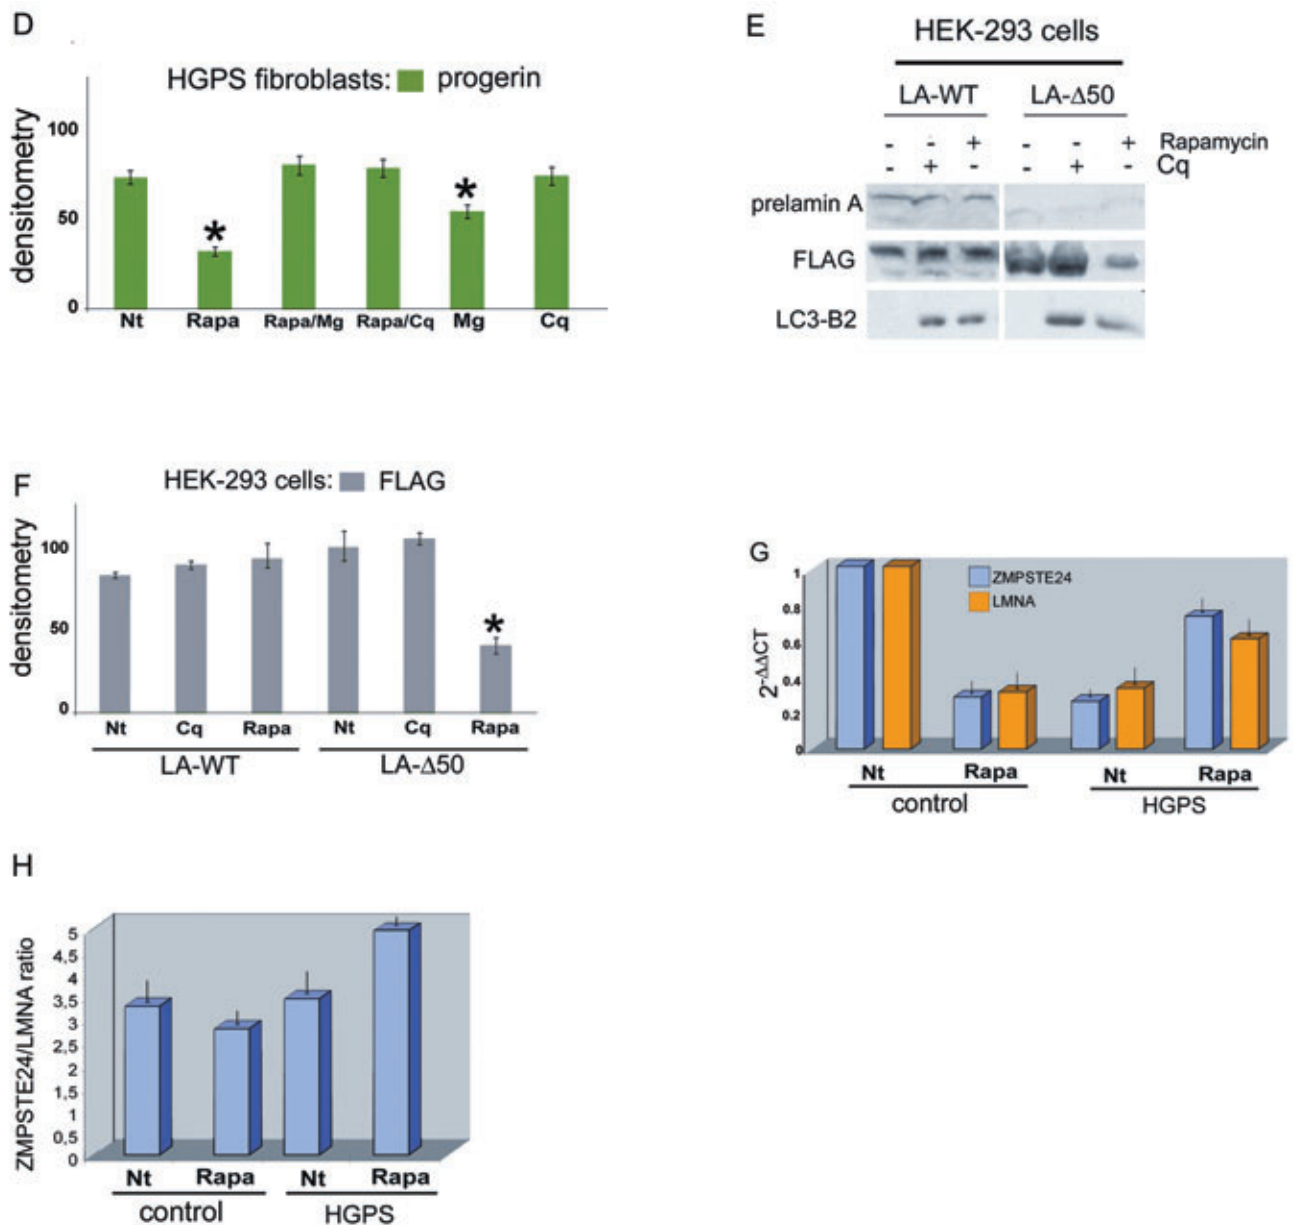 D
HGPS fibroblasts: progerin
densitometry
100
50
0
Nt Rapa Rapa/Mg Rapa/Cq Mg Cq
* *
E
HEK-293 cells
LA-WT LA-Δ50
- - + - - + Rapamycin
- + - - + - Cq
prelamin A
FLAG
LC3-B2
F
HEK-293 cells: FLAG
densitometry
100
50
0
*
Nt Cq Rapa Nt Cq Rapa
LA-WT LA-Δ50
G
ZMPSTE24
LMNA
2-ΔΔCT
1
0.8
0.6
0.4
0.2
0
Nt Rapa Nt Rapa
control HGPS
H
ZMPSTE24/LMNA ratio
5
4,5
4
3,5
3
2,5
2
1,5
1
0,5
0
Nt Rapa Nt Rapa
control HGPS